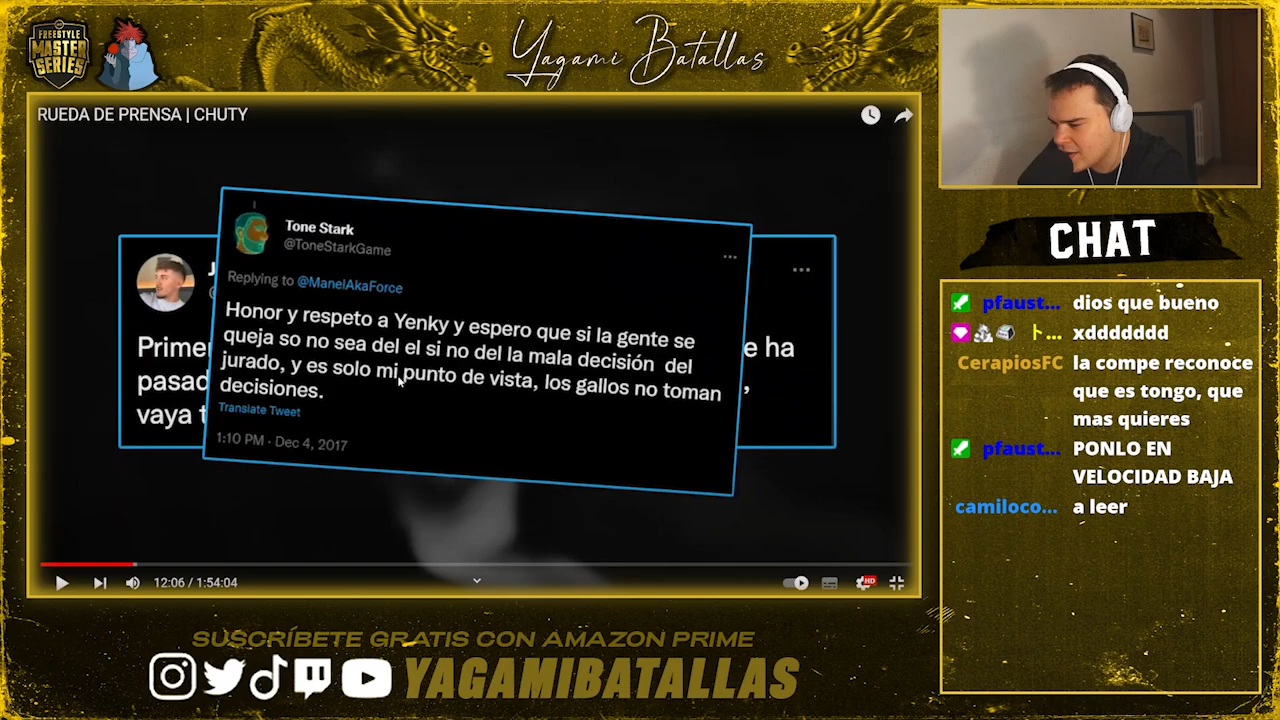 FREESTYLE
MASTER
SERIES
Yagami Batallas
RUEDA DE PRENSA | CHUTY
Tone Stark
@ToneStarkGame
Replying to @ManelAkaForce
Honor y respeto a Yenky y espero que si la gente se
queja so no sea del el si no del la mala decisión del
jurado, y es solo mi punto de vista, los gallos no toman
decisiones.
Translate Tweet
1:10 PM · Dec 4, 2017
J
@
Primer
e ha
pasad
,
vaya t
12:06 / 1:54:04
HD
CHAT
pfaust... dios que bueno
ト... xddddddd
CerapiosFC la compe reconoce
que es tongo, que
mas quieres
pfaust... PONLO EN
VELOCIDAD BAJA
camiloco... a leer
SUSCRÍBETE GRATIS CON AMAZON PRIME
YAGAMIBATALLAS